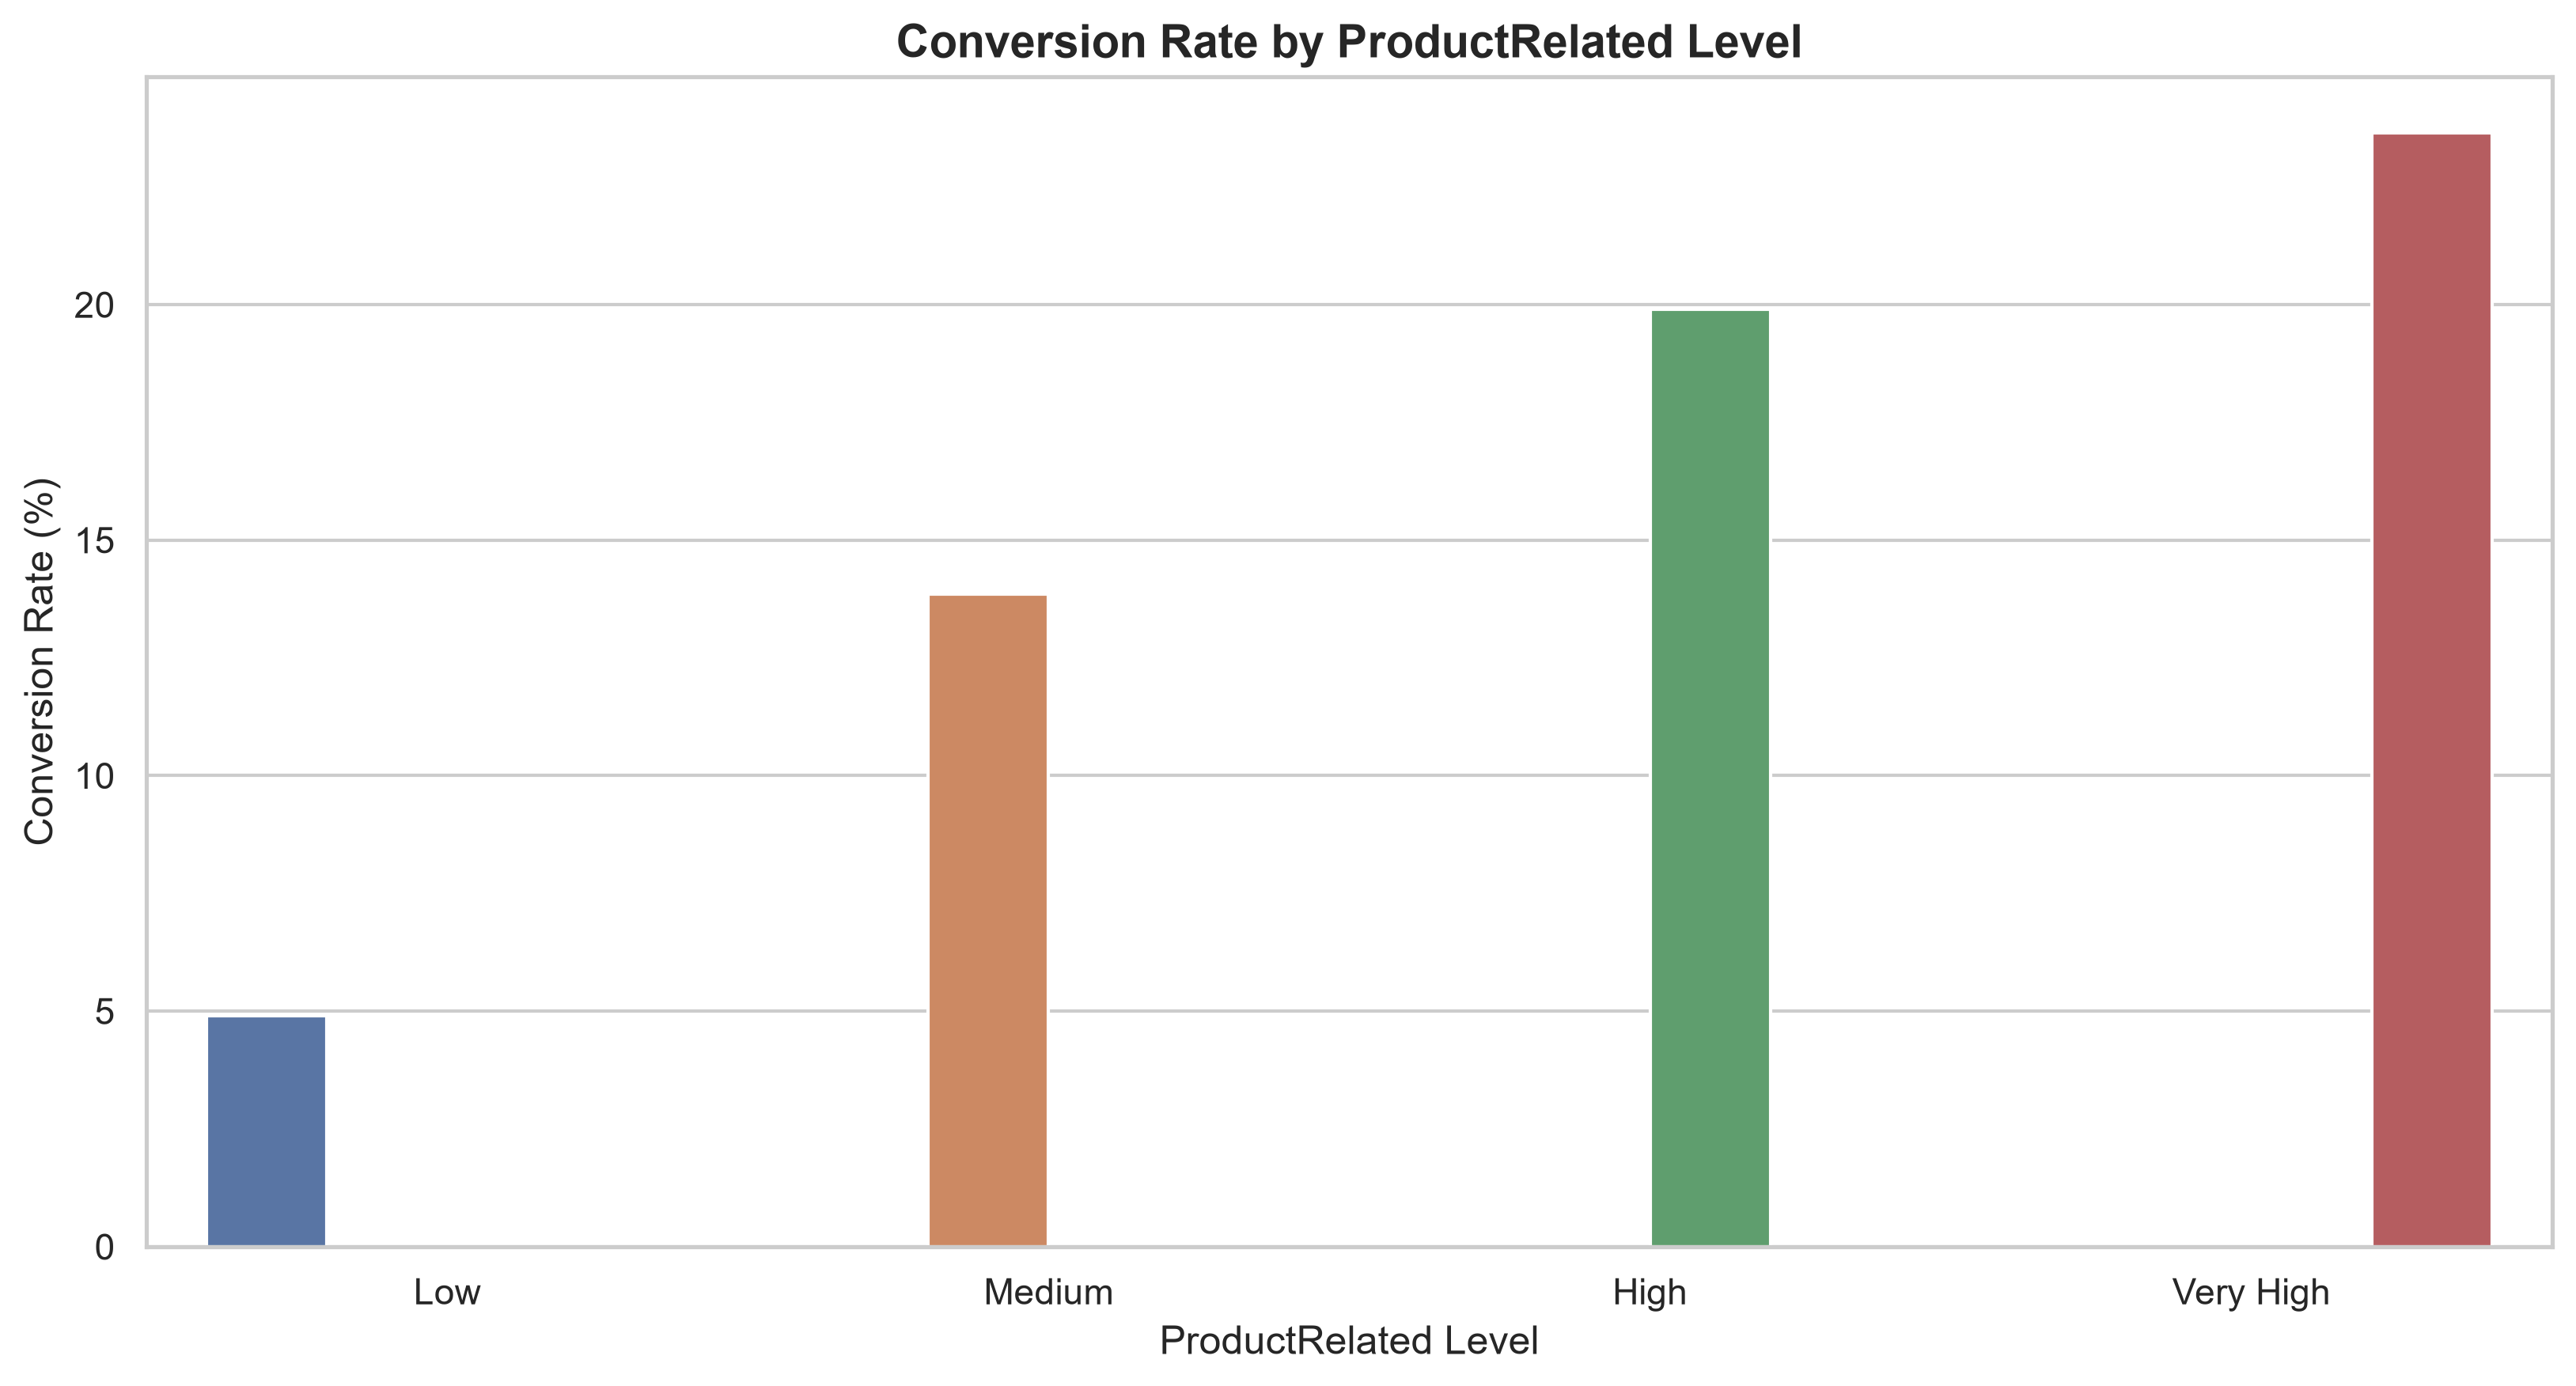 Conversion Rate by ProductRelated Level
Conversion Rate (%)
20
15
10
5
0
Low Medium High Very High
ProductRelated Level